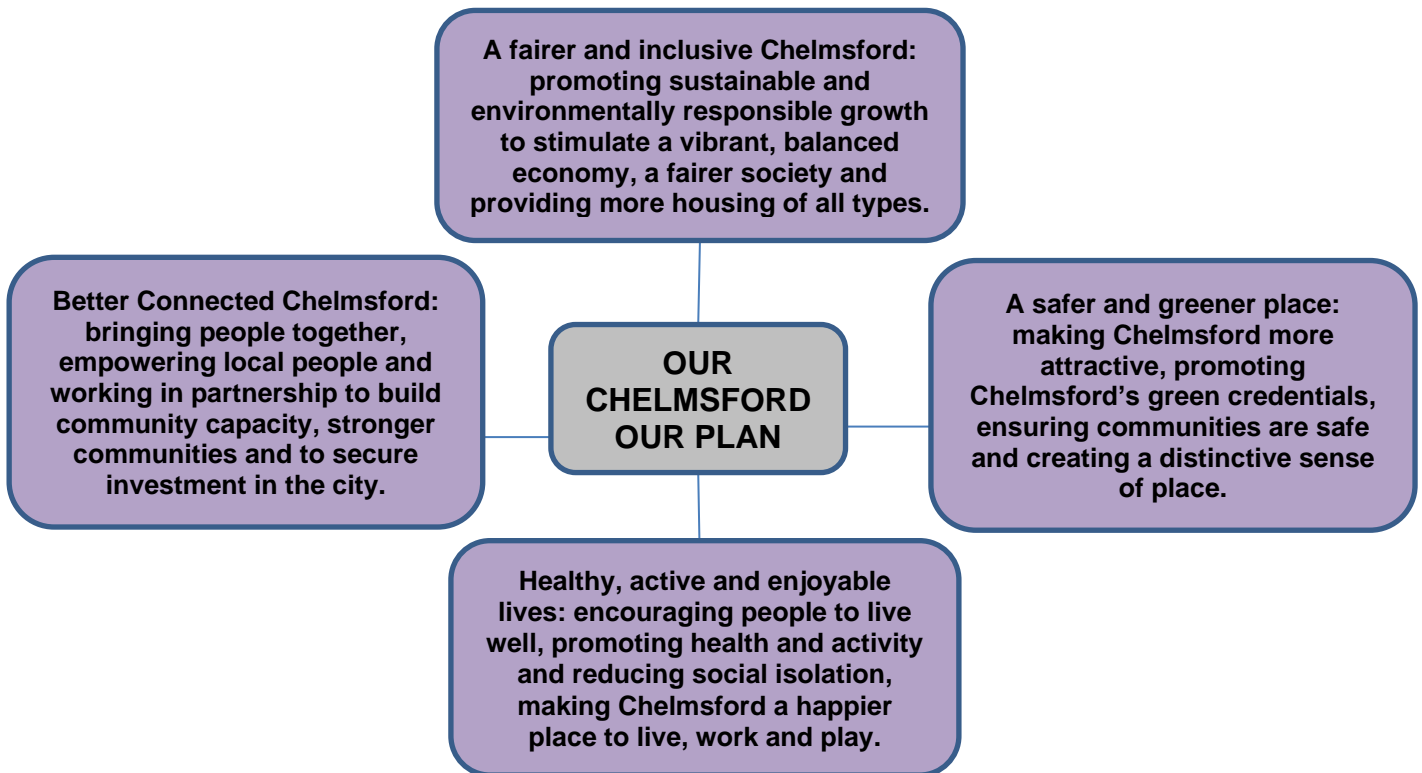 A fairer and inclusive Chelmsford:
promoting sustainable and
environmentally responsible growth
to stimulate a vibrant, balanced
economy, a fairer society and
providing more housing of all types.
Better Connected Chelmsford:
bringing people together,
empowering local people and
working in partnership to build
community capacity, stronger
communities and to secure
investment in the city.
OUR
CHELMSFORD
OUR PLAN
A safer and greener place:
making Chelmsford more
attractive, promoting
Chelmsford’s green credentials,
ensuring communities are safe
and creating a distinctive sense
of place.
Healthy, active and enjoyable
lives: encouraging people to live
well, promoting health and activity
and reducing social isolation,
making Chelmsford a happier
place to live, work and play.